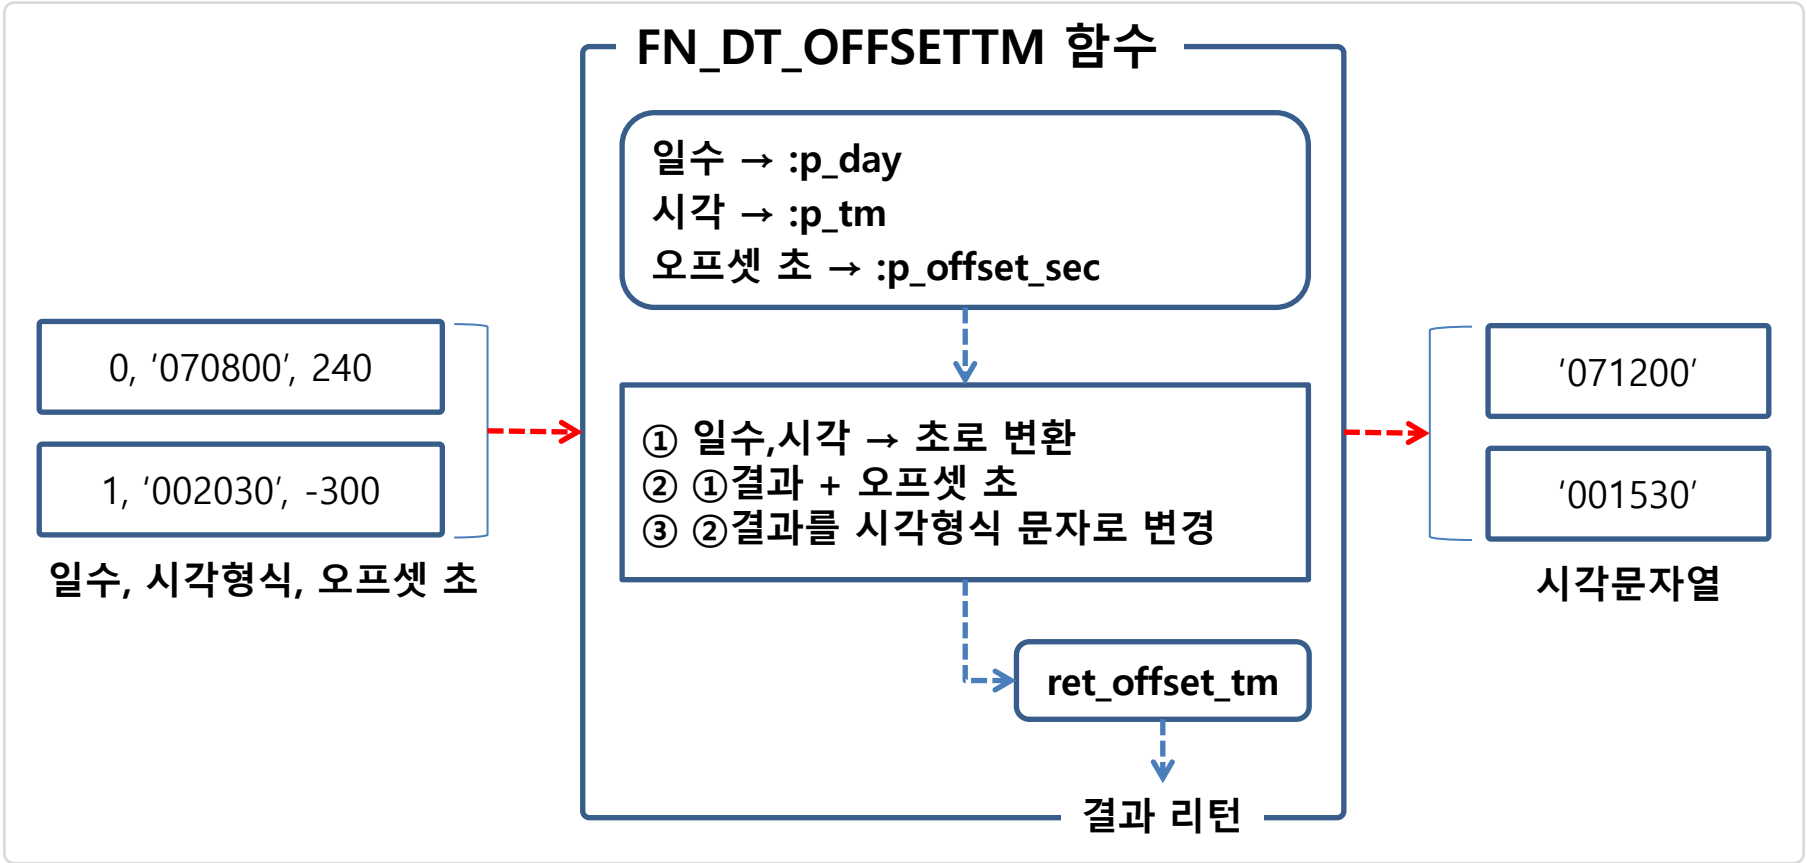 FN_DT_OFFSETTM 함수
일수 → :p_day
시각 → :p_tm
오프셋 초 → :p_offset_sec
0, ‘070800’, 240
1, ‘002030’, -300
일수, 시각형식, 오프셋 초
① 일수,시각 → 초로 변환
② ①결과 + 오프셋 초
③ ②결과를 시각형식 문자로 변경
ret_offset_tm
결과 리턴
‘071200’
‘001530’
시각문자열